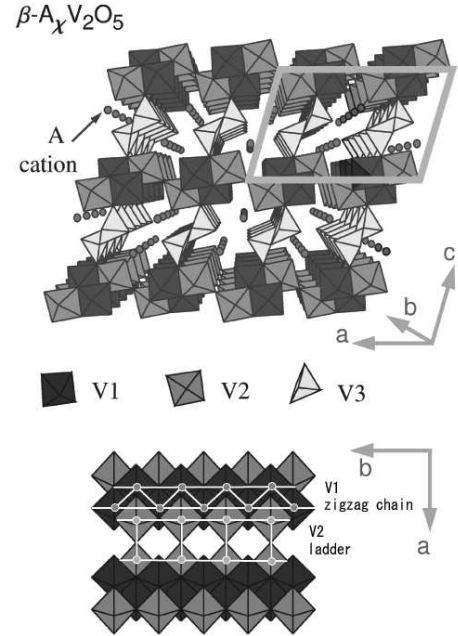 β-AχV2O5
A
cation
c
b
a
V1
V2
V3
b
V1
zigzag chain
V2
ladder
a